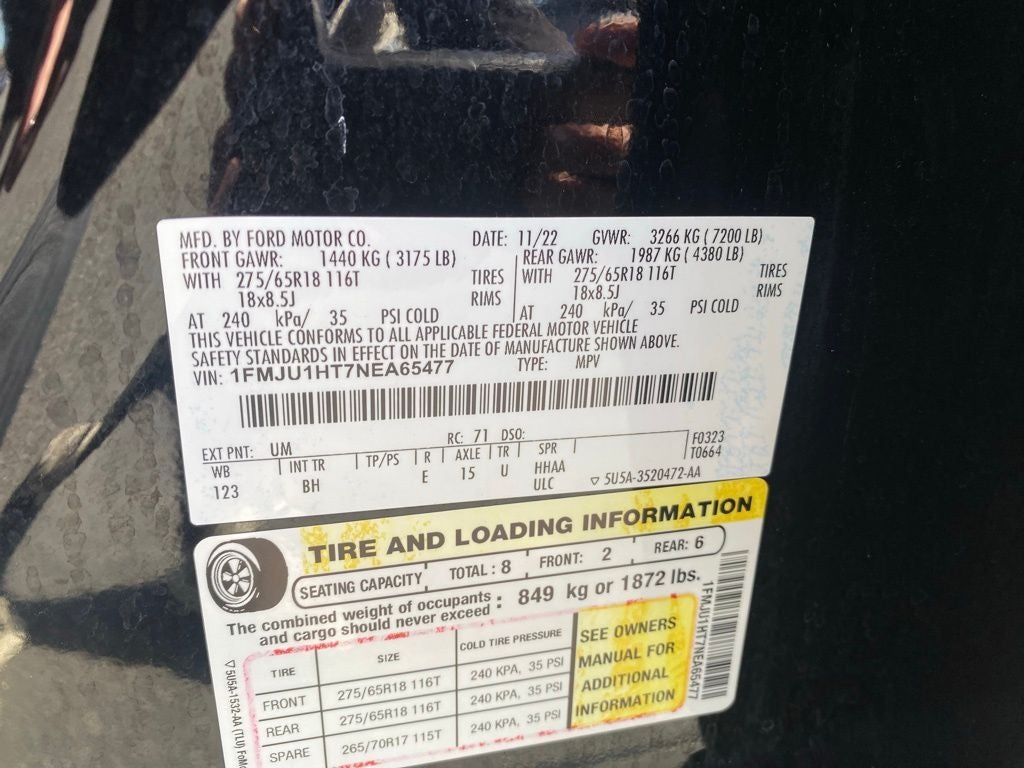 MFD. BY FORD MOTOR CO. DATE: 11/22 GVWR: 3266 KG ( 7200 LB)
FRONT GAWR: 1440 KG ( 3175 LB) REAR GAWR: 1987 KG ( 4380 LB)
WITH 275/65R18 116T TIRES WITH 275/65R18 116T TIRES
18x8.5J RIMS 18x8.5J RIMS
AT 240 kPa/ 35 PSI COLD AT 240 kPa/ 35 PSI COLD
THIS VEHICLE CONFORMS TO ALL APPLICABLE FEDERAL MOTOR VEHICLE
SAFETY STANDARDS IN EFFECT ON THE DATE OF MANUFACTURE SHOWN ABOVE.
VIN: 1FMJU1HT7NEA65477 TYPE: MPV
EXT PNT: UM RC: 71 DSO: F0323
WB INT TR TP/PS R AXLE TR SPR T0664
123 BH E 15 U HHAA
ULC 5U5A-3520472-AA
TIRE AND LOADING INFORMATION
SEATING CAPACITY TOTAL : 8 FRONT: 2 REAR: 6
The combined weight of occupants and cargo should never exceed : 849 kg or 1872 lbs.
TIRE SIZE COLD TIRE PRESSURE
FRONT 275/65R18 116T 240 KPA, 35 PSI
REAR 275/65R18 116T 240 KPA, 35 PSI
SPARE 265/70R17 115T 240 KPA, 35 PSI
SEE OWNERS
MANUAL FOR
ADDITIONAL
INFORMATION
1FMJU1HT7NEA65477
5U5A-1532-AA (TLU)